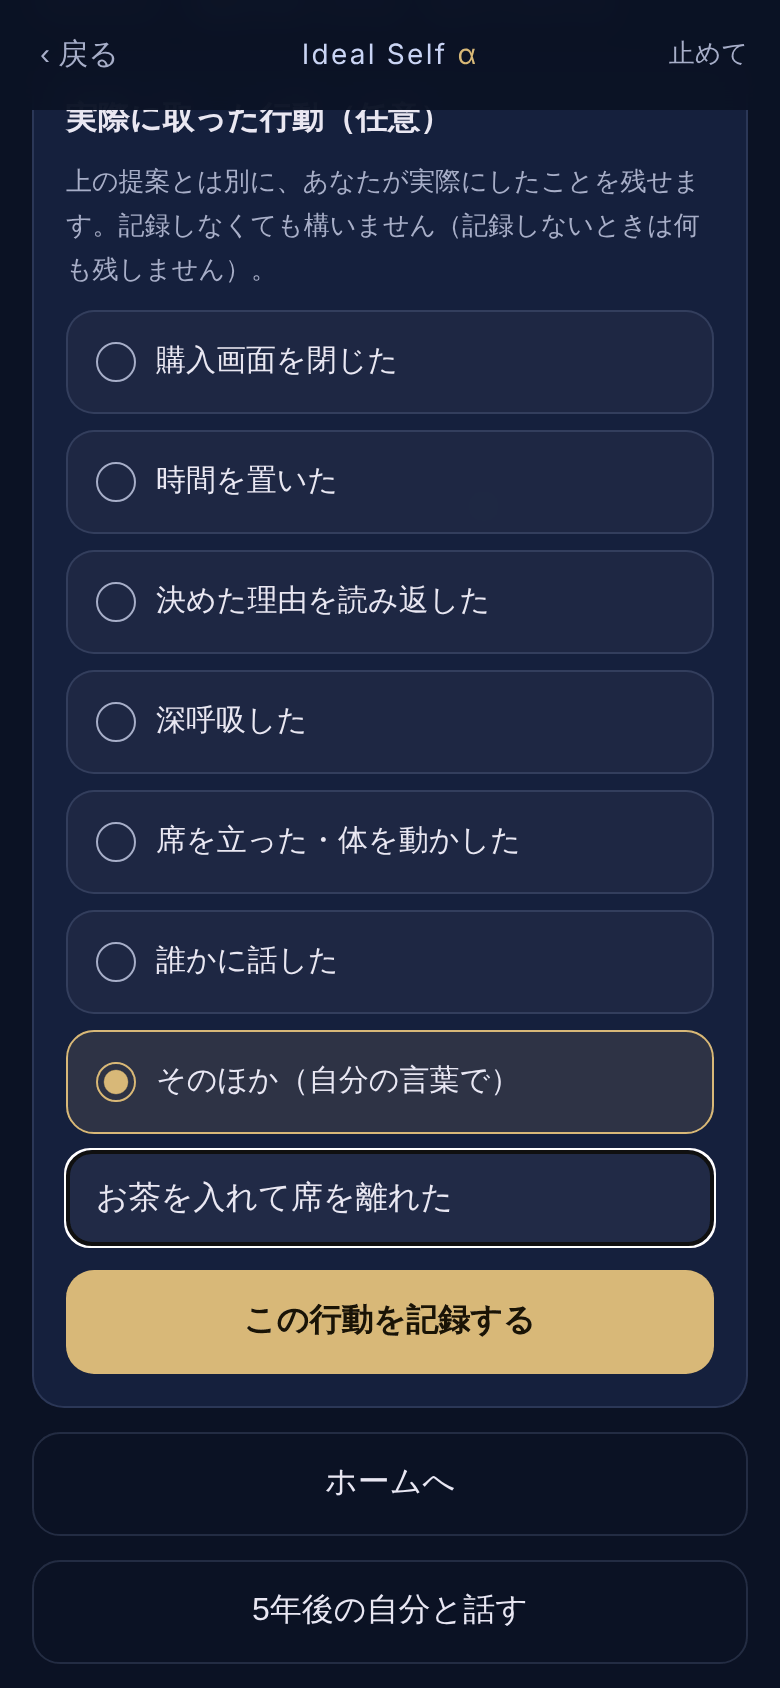 ‹ 戻る
Ideal Self α
止めて
実際に取った行動（任意）
上の提案とは別に、あなたが実際にしたことを残せま
す。記録しなくても構いません（記録しないときは何
も残しません）。
購入画面を閉じた
時間を置いた
決めた理由を読み返した
深呼吸した
席を立った・体を動かした
誰かに話した
そのほか（自分の言葉で）
お茶を入れて席を離れた
この行動を記録する
ホームへ
5年後の自分と話す